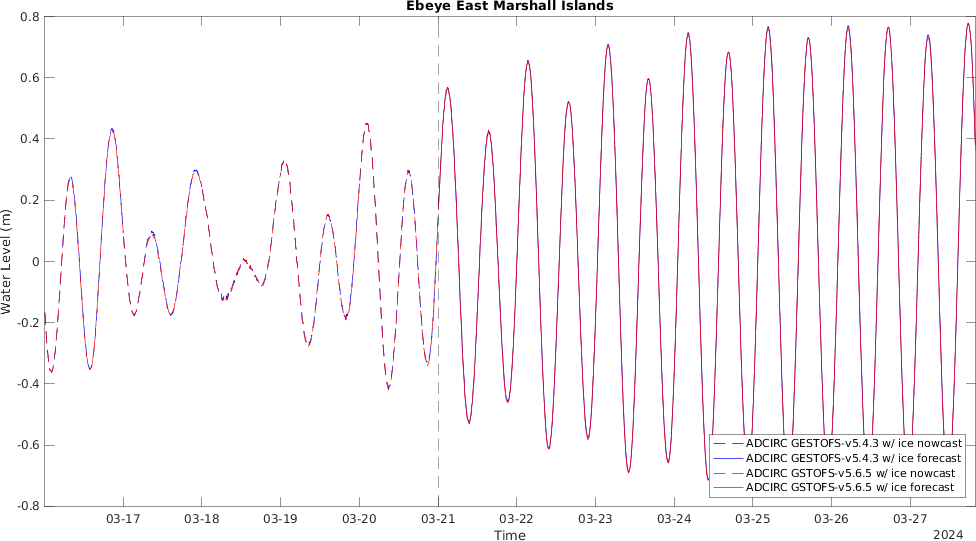 Ebeye East Marshall Islands
0.8
0.6
0.4
0.2
0
-0.2
-0.4
-0.6
-0.8
Water Level (m)
03-17 03-18 03-19 03-20 03-21 03-22 03-23 03-24 03-25 03-26 03-27
Time
2024
ADCIRC GESTOFS-v5.4.3 w/ ice nowcast
ADCIRC GESTOFS-v5.4.3 w/ ice forecast
ADCIRC GSTOFS-v5.6.5 w/ ice nowcast
ADCIRC GSTOFS-v5.6.5 w/ ice forecast